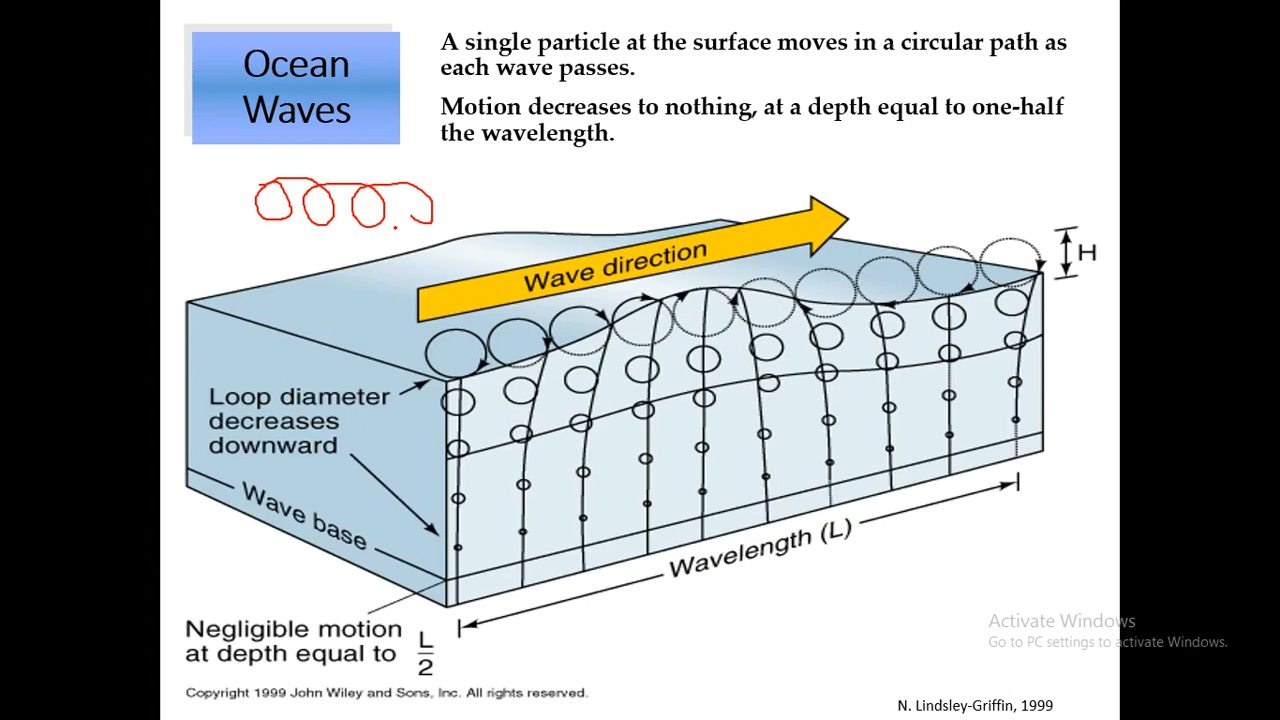 Ocean
Waves
A single particle at the surface moves in a circular path as
each wave passes.
Motion decreases to nothing, at a depth equal to one-half
the wavelength.
Wave direction
H
Loop diameter
decreases
downward
Wave base
Wavelength (L)
Negligible motion
at depth equal to L
2
Activate Windows
Go to PC settings to activate Windows.
Copyright 1999 John Wiley and Sons, Inc. All rights reserved.
N. Lindsley-Griffin, 1999